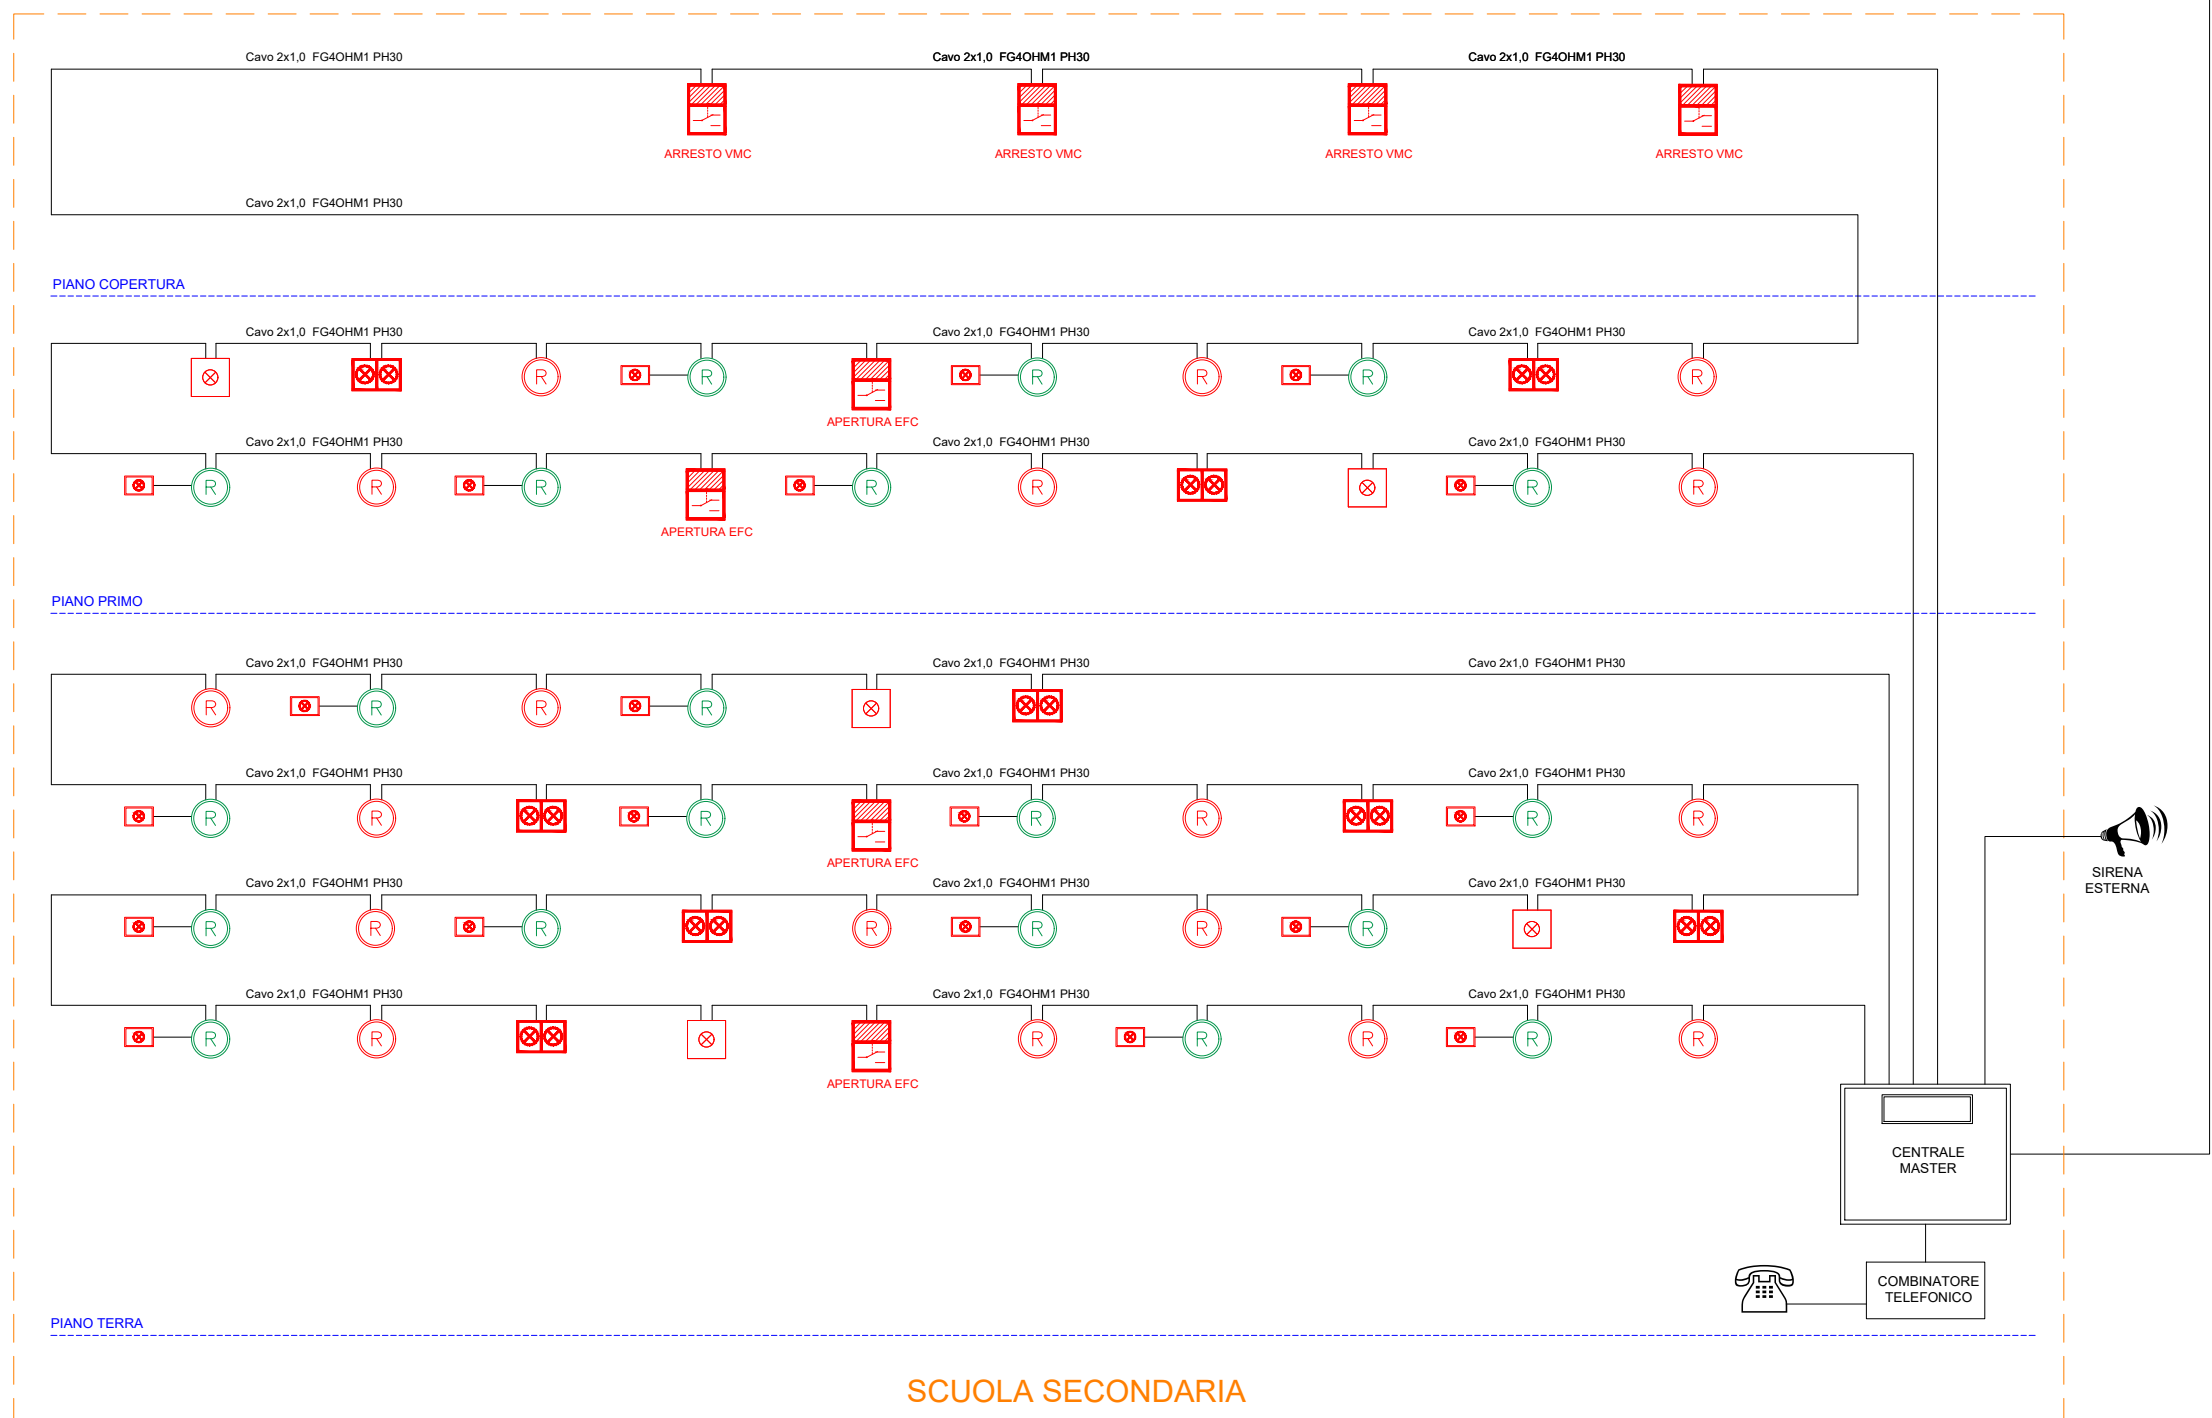 Cavo 2x1,0 FG4OHM1 PH30 Cavo 2x1,0 FG4OHM1 PH30 Cavo 2x1,0 FG4OHM1 PH30
ARRESTO VMC ARRESTO VMC ARRESTO VMC ARRESTO VMC
Cavo 2x1,0 FG4OHM1 PH30
PIANO COPERTURA
Cavo 2x1,0 FG4OHM1 PH30 Cavo 2x1,0 FG4OHM1 PH30 Cavo 2x1,0 FG4OHM1 PH30
R R R R R R
APERTURA EFC
Cavo 2x1,0 FG4OHM1 PH30 Cavo 2x1,0 FG4OHM1 PH30 Cavo 2x1,0 FG4OHM1 PH30
R R R R R R R
APERTURA EFC
PIANO PRIMO
Cavo 2x1,0 FG4OHM1 PH30 Cavo 2x1,0 FG4OHM1 PH30 Cavo 2x1,0 FG4OHM1 PH30
R R R R
Cavo 2x1,0 FG4OHM1 PH30 Cavo 2x1,0 FG4OHM1 PH30 Cavo 2x1,0 FG4OHM1 PH30
R R R R R R R
APERTURA EFC
SIRENA
ESTERNA
Cavo 2x1,0 FG4OHM1 PH30 Cavo 2x1,0 FG4OHM1 PH30 Cavo 2x1,0 FG4OHM1 PH30
R R R R R R R
Cavo 2x1,0 FG4OHM1 PH30 Cavo 2x1,0 FG4OHM1 PH30 Cavo 2x1,0 FG4OHM1 PH30
R R R R R R R
APERTURA EFC
CENTRALE
MASTER
COMBINATORE
TELEFONICO
PIANO TERRA
SCUOLA SECONDARIA